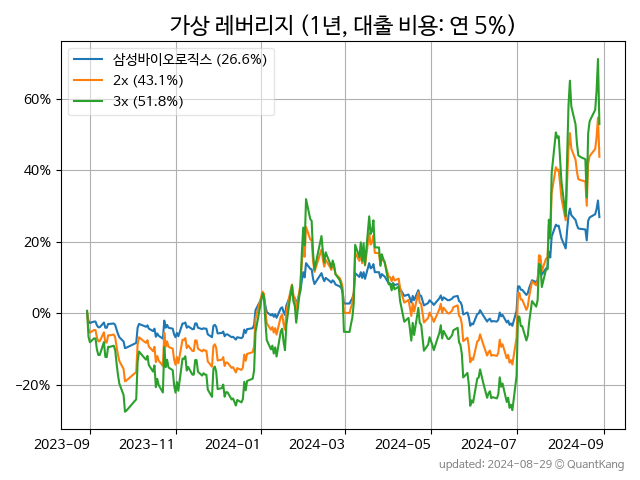 가상 레버리지 (1년, 대출 비용: 연 5%)
삼성바이오로직스 (26.6%)
2x (43.1%)
3x (51.8%)
60%
40%
20%
0%
−20%
2023-09 2023-11 2024-01 2024-03 2024-05 2024-07 2024-09
updated: 2024-08-29 © QuantKang